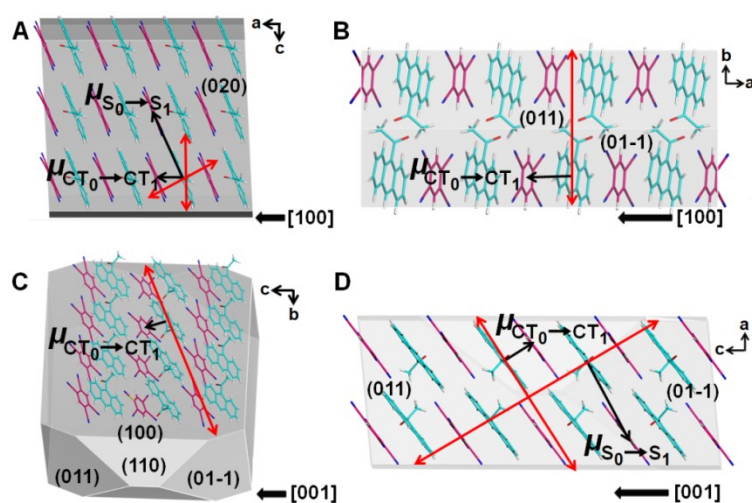 A
a
c
(020)
μS0→S1
μCT0→CT1
[100]
B
b
a
(011)
(01-1)
μCT0→CT1
[100]
C
c
b
μCT0→CT1
(100)
(011)
(110)
(01-1)
[001]
D
a
c
μCT0→CT1
(011)
(01-1)
μS0→S1
[001]